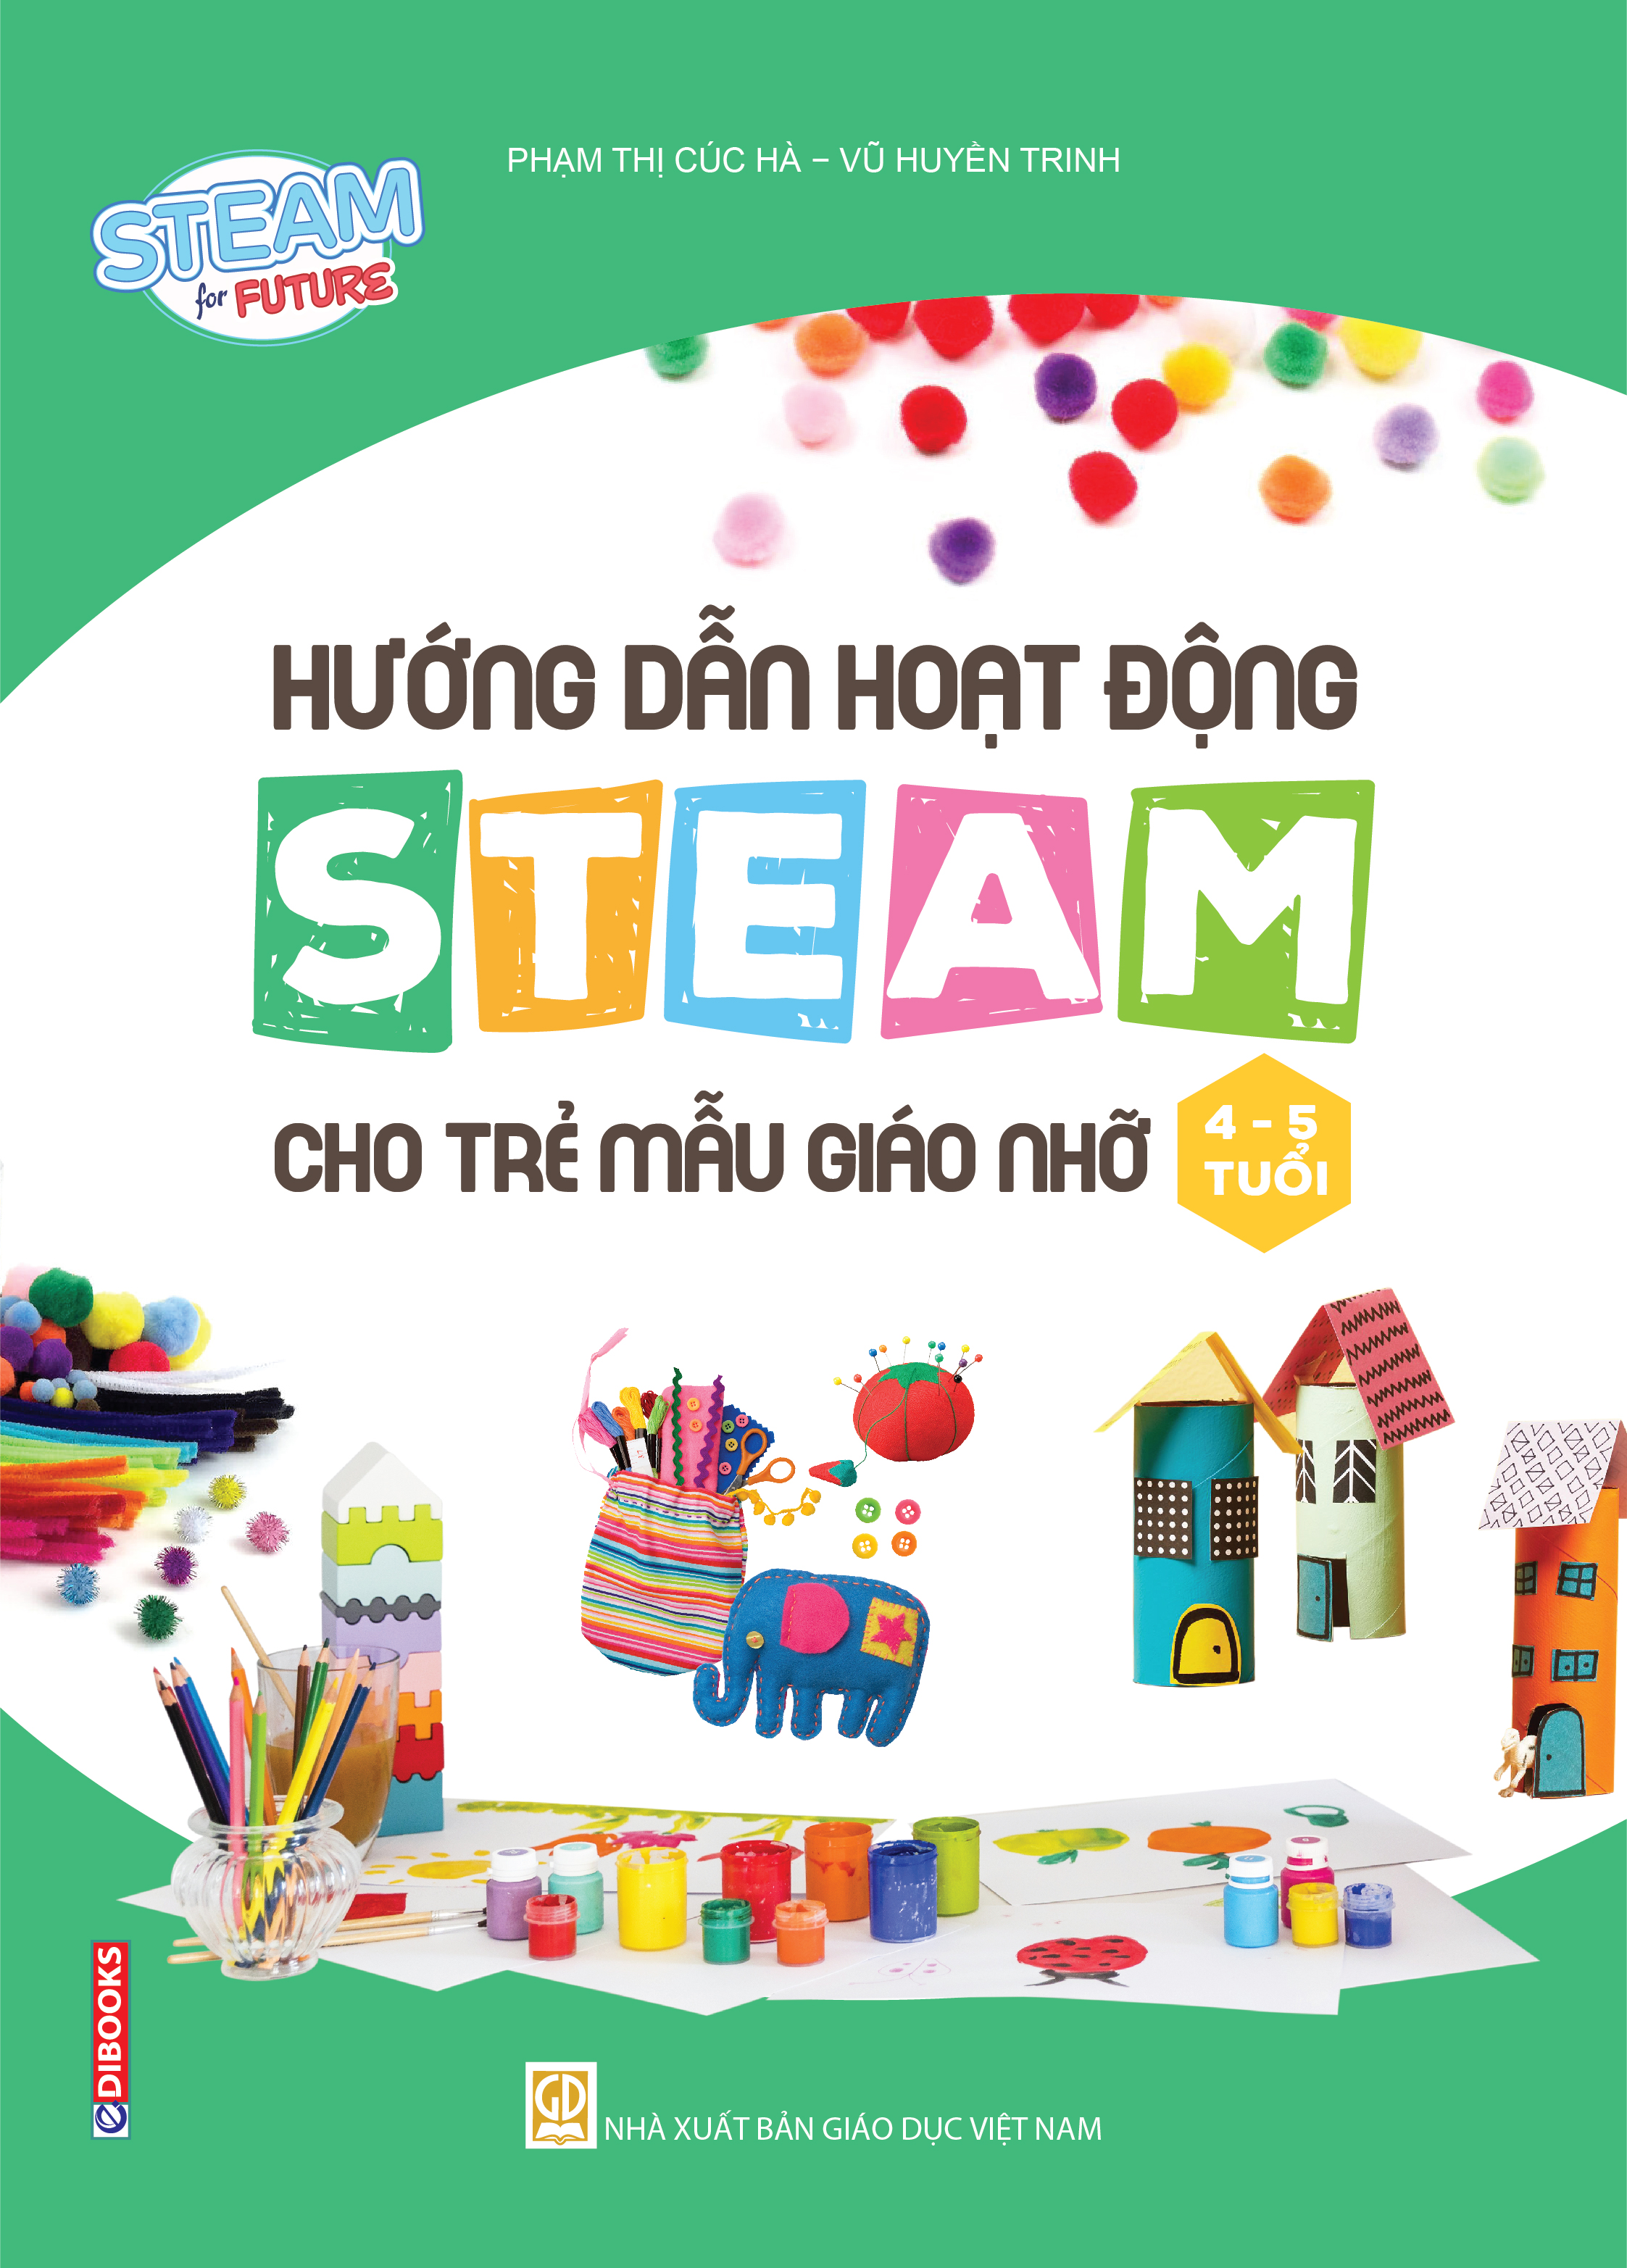 PHẠM THỊ CÚC HÀ – VŨ HUYỀN TRINH
STEAM
for FUTURE
HƯỚNG DẪN HOẠT ĐỘNG
STEAM
CHO TRẺ MẪU GIÁO NHỠ
4 - 5
TUỔI
EDIBOOKS
GD
NHÀ XUẤT BẢN GIÁO DỤC VIỆT NAM